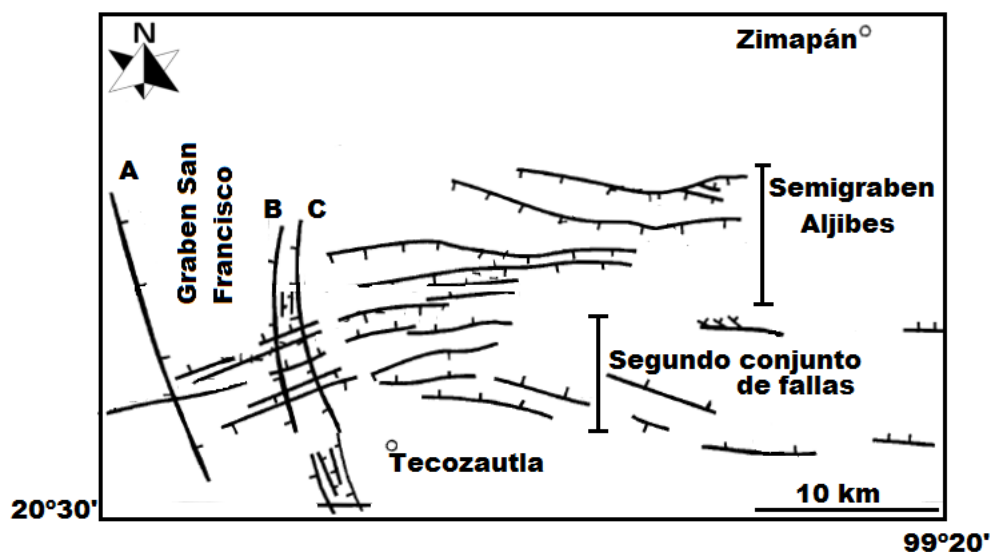 N
Zimapán
A
Graben San
Francisco
B
C
Semigraben
Aljibes
Segundo conjunto
de fallas
Tecozautla
10 km
20°30'
99°20'